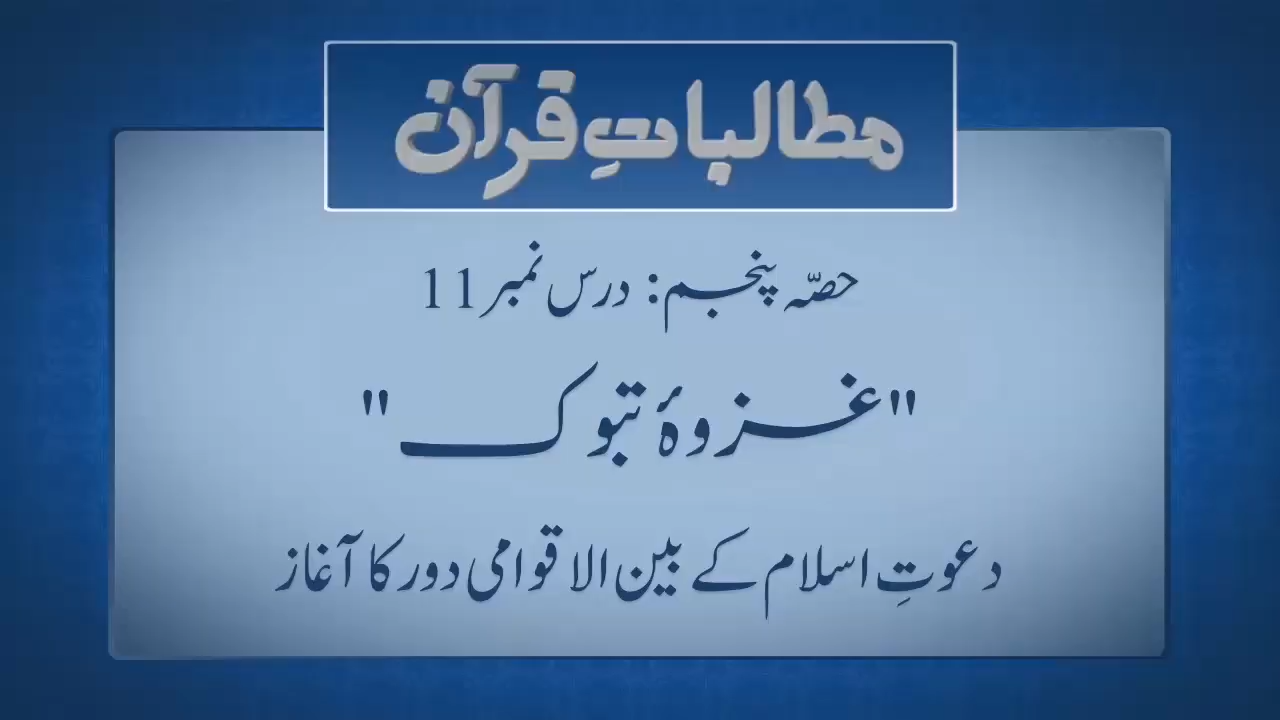 مطالباتِ قرآن
حصّہ پنجم: درس نمبر 11
"غزوۂ تبوک"
دعوتِ اسلام کے بین الاقوامی دور کا آغاز